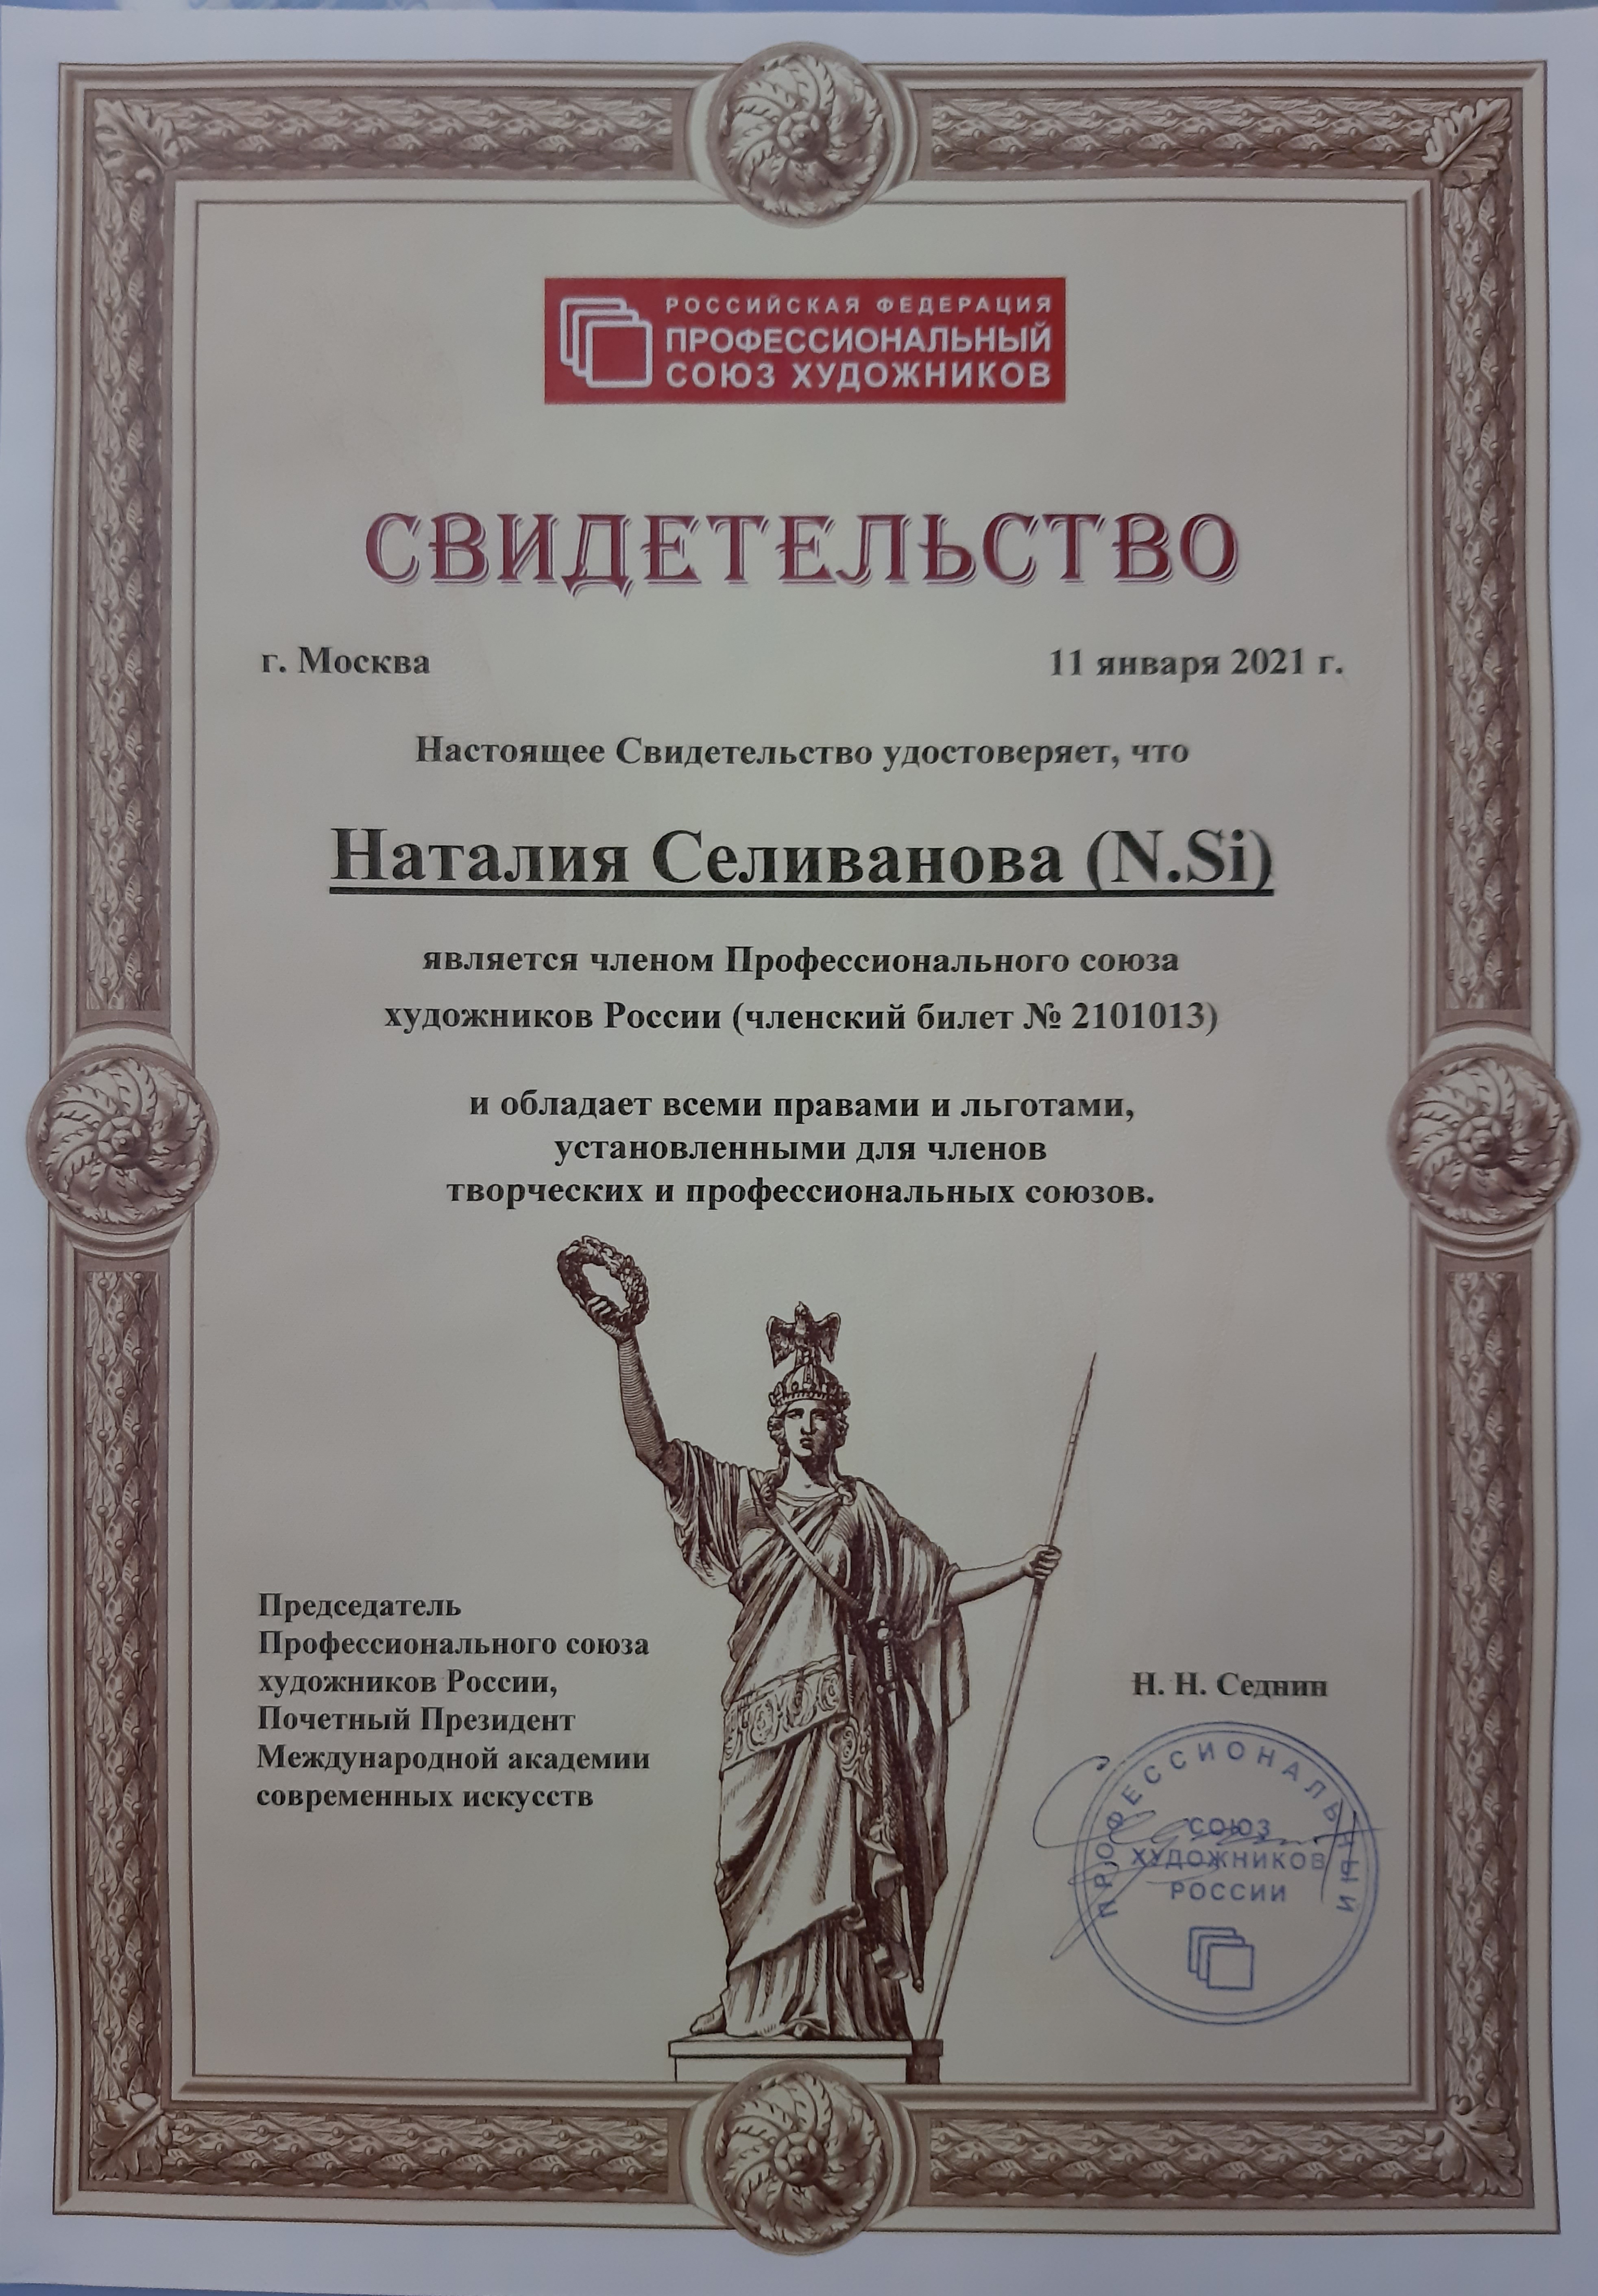 РОССИЙСКАЯ ФЕДЕРАЦИЯ
ПРОФЕССИОНАЛЬНЫЙ
СОЮЗ ХУДОЖНИКОВ
СВИДЕТЕЛЬСТВО
г. Москва 11 января 2021 г.
Настоящее Свидетельство удостоверяет, что
Наталия Селиванова (N.Si)
является членом Профессионального союза
художников России (членский билет № 2101013)
и обладает всеми правами и льготами,
установленными для членов
творческих и профессиональных союзов.
Председатель
Профессионального союза
художников России,
Почетный Президент
Международной академии
современных искусств
Н. Н. Седнин
ПРОФЕССИОНАЛЬНЫЙ
СОЮЗ
ХУДОЖНИКОВ
РОССИИ